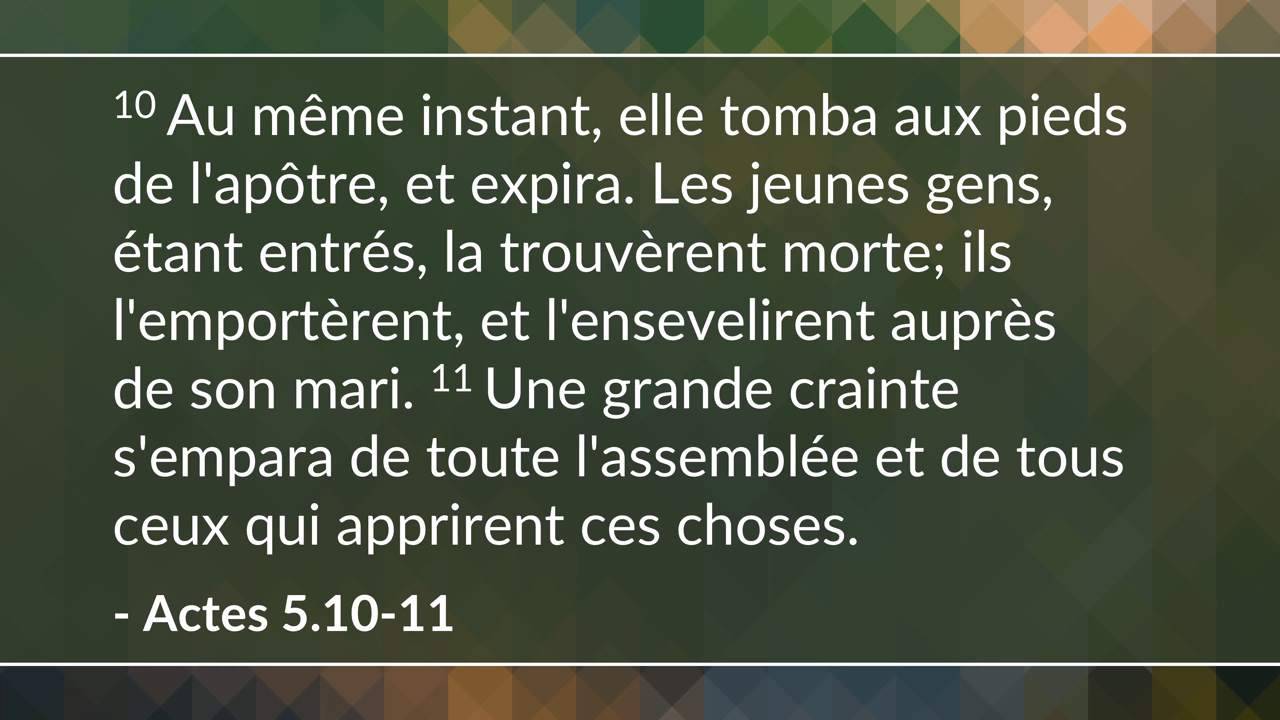 10 Au même instant, elle tomba aux pieds
de l'apôtre, et expira. Les jeunes gens,
étant entrés, la trouvèrent morte; ils
l'emportèrent, et l'ensevelirent auprès
de son mari. 11 Une grande crainte
s'empara de toute l'assemblée et de tous
ceux qui apprirent ces choses.
- Actes 5.10-11